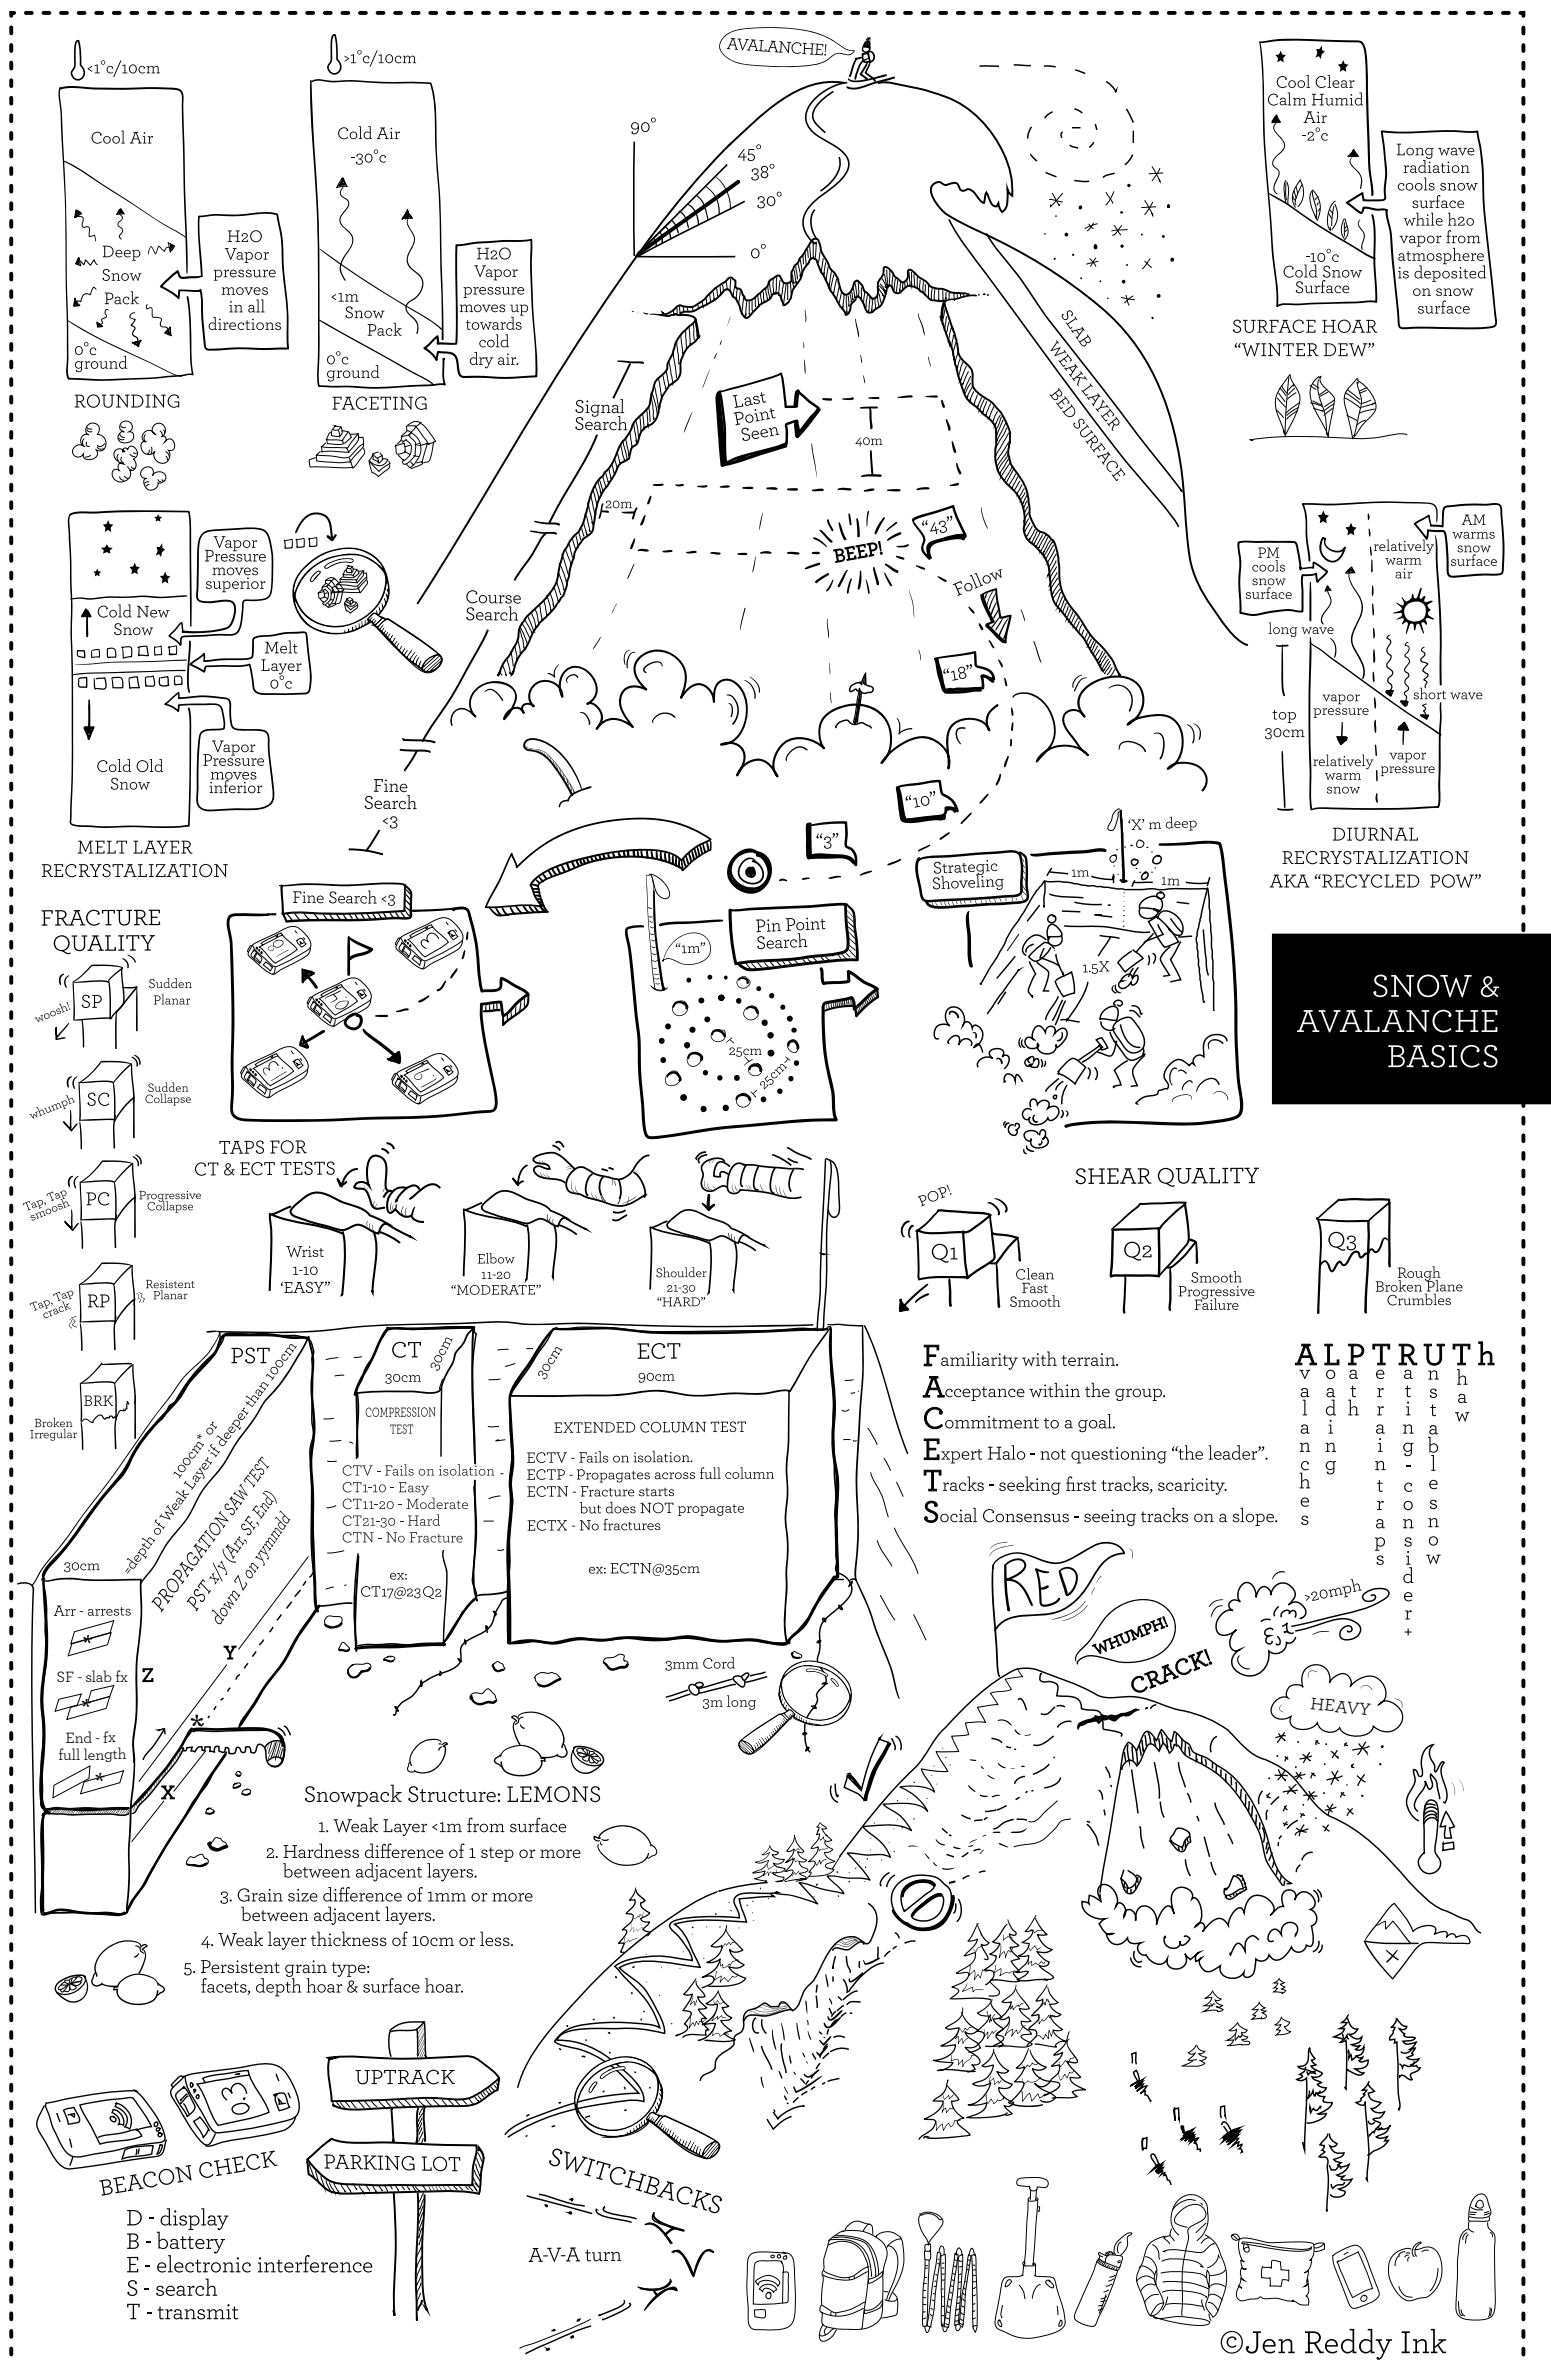 <1°c/10cm
Cool Air
Deep
Snow
Pack
0°c
ground
H2O
Vapor
pressure
moves
in all
directions
ROUNDING
>1°c/10cm
Cold Air
-30°c
<1m
Snow
Pack
0°c
ground
H2O
Vapor
pressure
moves up
towards
cold
dry air.
FACETING
AVALANCHE!
90°
45°
38°
30°
0°
SLAB
WEAK LAYER
BED SURFACE
Cool Clear
Calm Humid
Air
-2°c
-10°c
Cold Snow
Surface
Long wave
radiation
cools snow
surface
while h2o
vapor from
atmosphere
is deposited
on snow
surface
SURFACE HOAR
“WINTER DEW”
Signal
Search
Last
Point
Seen
40m
20m
BEEP!
“43”
Follow
“18”
“10”
“3”
Course
Search
Fine
Search
<3
Cold New
Snow
Cold Old
Snow
Vapor
Pressure
moves
superior
Melt
Layer
0°c
Vapor
Pressure
moves
inferior
MELT LAYER
RECRYSTALIZATION
PM
cools
snow
surface
AM
warms
snow
surface
relatively
warm
air
long wave
short wave
top
30cm
vapor
pressure
relatively
warm
snow
vapor
pressure
DIURNAL
RECRYSTALIZATION
AKA “RECYCLED POW”
FRACTURE
QUALITY
SP
woosh!
Sudden
Planar
SC
whumph
Sudden
Collapse
PC
Tap, Tap
smoosh
Progressive
Collapse
RP
Tap, Tap
crack
Resistent
Planar
BRK
Broken
Irregular
Fine Search <3
Pin Point
Search
“1m”
25cm
25cm
Strategic
Shoveling
‘X’ m deep
1m
1m
1.5X
SNOW &
AVALANCHE
BASICS
TAPS FOR
CT & ECT TESTS
Wrist
1-10
‘EASY”
Elbow
11-20
“MODERATE”
Shoulder
21-30
“HARD”
SHEAR QUALITY
POP!
Q1
Clean
Fast
Smooth
Q2
Smooth
Progressive
Failure
Q3
Rough
Broken Plane
Crumbles
PST
30cm
100cm* or
=depth of Weak Layer if deeper than 100cm
PROPAGATION SAW TEST
PST x/y (Arr, SF, End)
down Z on yymmdd
Arr - arrests
SF - slab fx
End - fx
full length
Z
Y
X
*
CT
30cm
30cm
COMPRESSION
TEST
CTV - Fails on isolation
CT1-10 - Easy
CT11-20 - Moderate
CT21-30 - Hard
CTN - No Fracture
ex:
CT17@23Q2
ECT
30cm
90cm
EXTENDED COLUMN TEST
ECTV - Fails on isolation.
ECTP - Propagates across full column
ECTN - Fracture starts
but does NOT propagate
ECTX - No fractures
ex: ECTN@35cm
3mm Cord
3m long
Familiarity with terrain.
Acceptance within the group.
Commitment to a goal.
Expert Halo - not questioning “the leader”.
Tracks - seeking first tracks, scaricity.
Social Consensus - seeing tracks on a slope.
ALPTRUTh
Avalanches
Loading
Path
Terrain traps
Rating-consider+
Unstablesnow
Thaw
RED
WHUMPH!
CRACK!
>20mph
HEAVY
Snowpack Structure: LEMONS
1. Weak Layer <1m from surface
2. Hardness difference of 1 step or more
between adjacent layers.
3. Grain size difference of 1mm or more
between adjacent layers.
4. Weak layer thickness of 10cm or less.
5. Persistent grain type:
facets, depth hoar & surface hoar.
BEACON CHECK
D - display
B - battery
E - electronic interference
S - search
T - transmit
UPTRACK
PARKING LOT
SWITCHBACKS
A-V-A turn
©Jen Reddy Ink